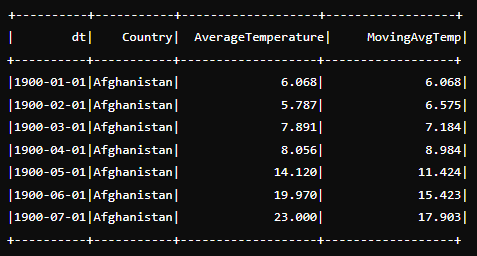 +----------+-----------+------------------+-----------------+
|        dt|    Country|  AverageTemperature|     MovingAvgTemp|
+----------+-----------+------------------+-----------------+
|1900-01-01|Afghanistan|             6.068|            6.068|
|1900-02-01|Afghanistan|             5.787|            6.575|
|1900-03-01|Afghanistan|             7.891|            7.184|
|1900-04-01|Afghanistan|             8.056|            8.984|
|1900-05-01|Afghanistan|            14.120|           11.424|
|1900-06-01|Afghanistan|            19.970|           15.423|
|1900-07-01|Afghanistan|            23.000|           17.903|
+----------+-----------+------------------+-----------------+